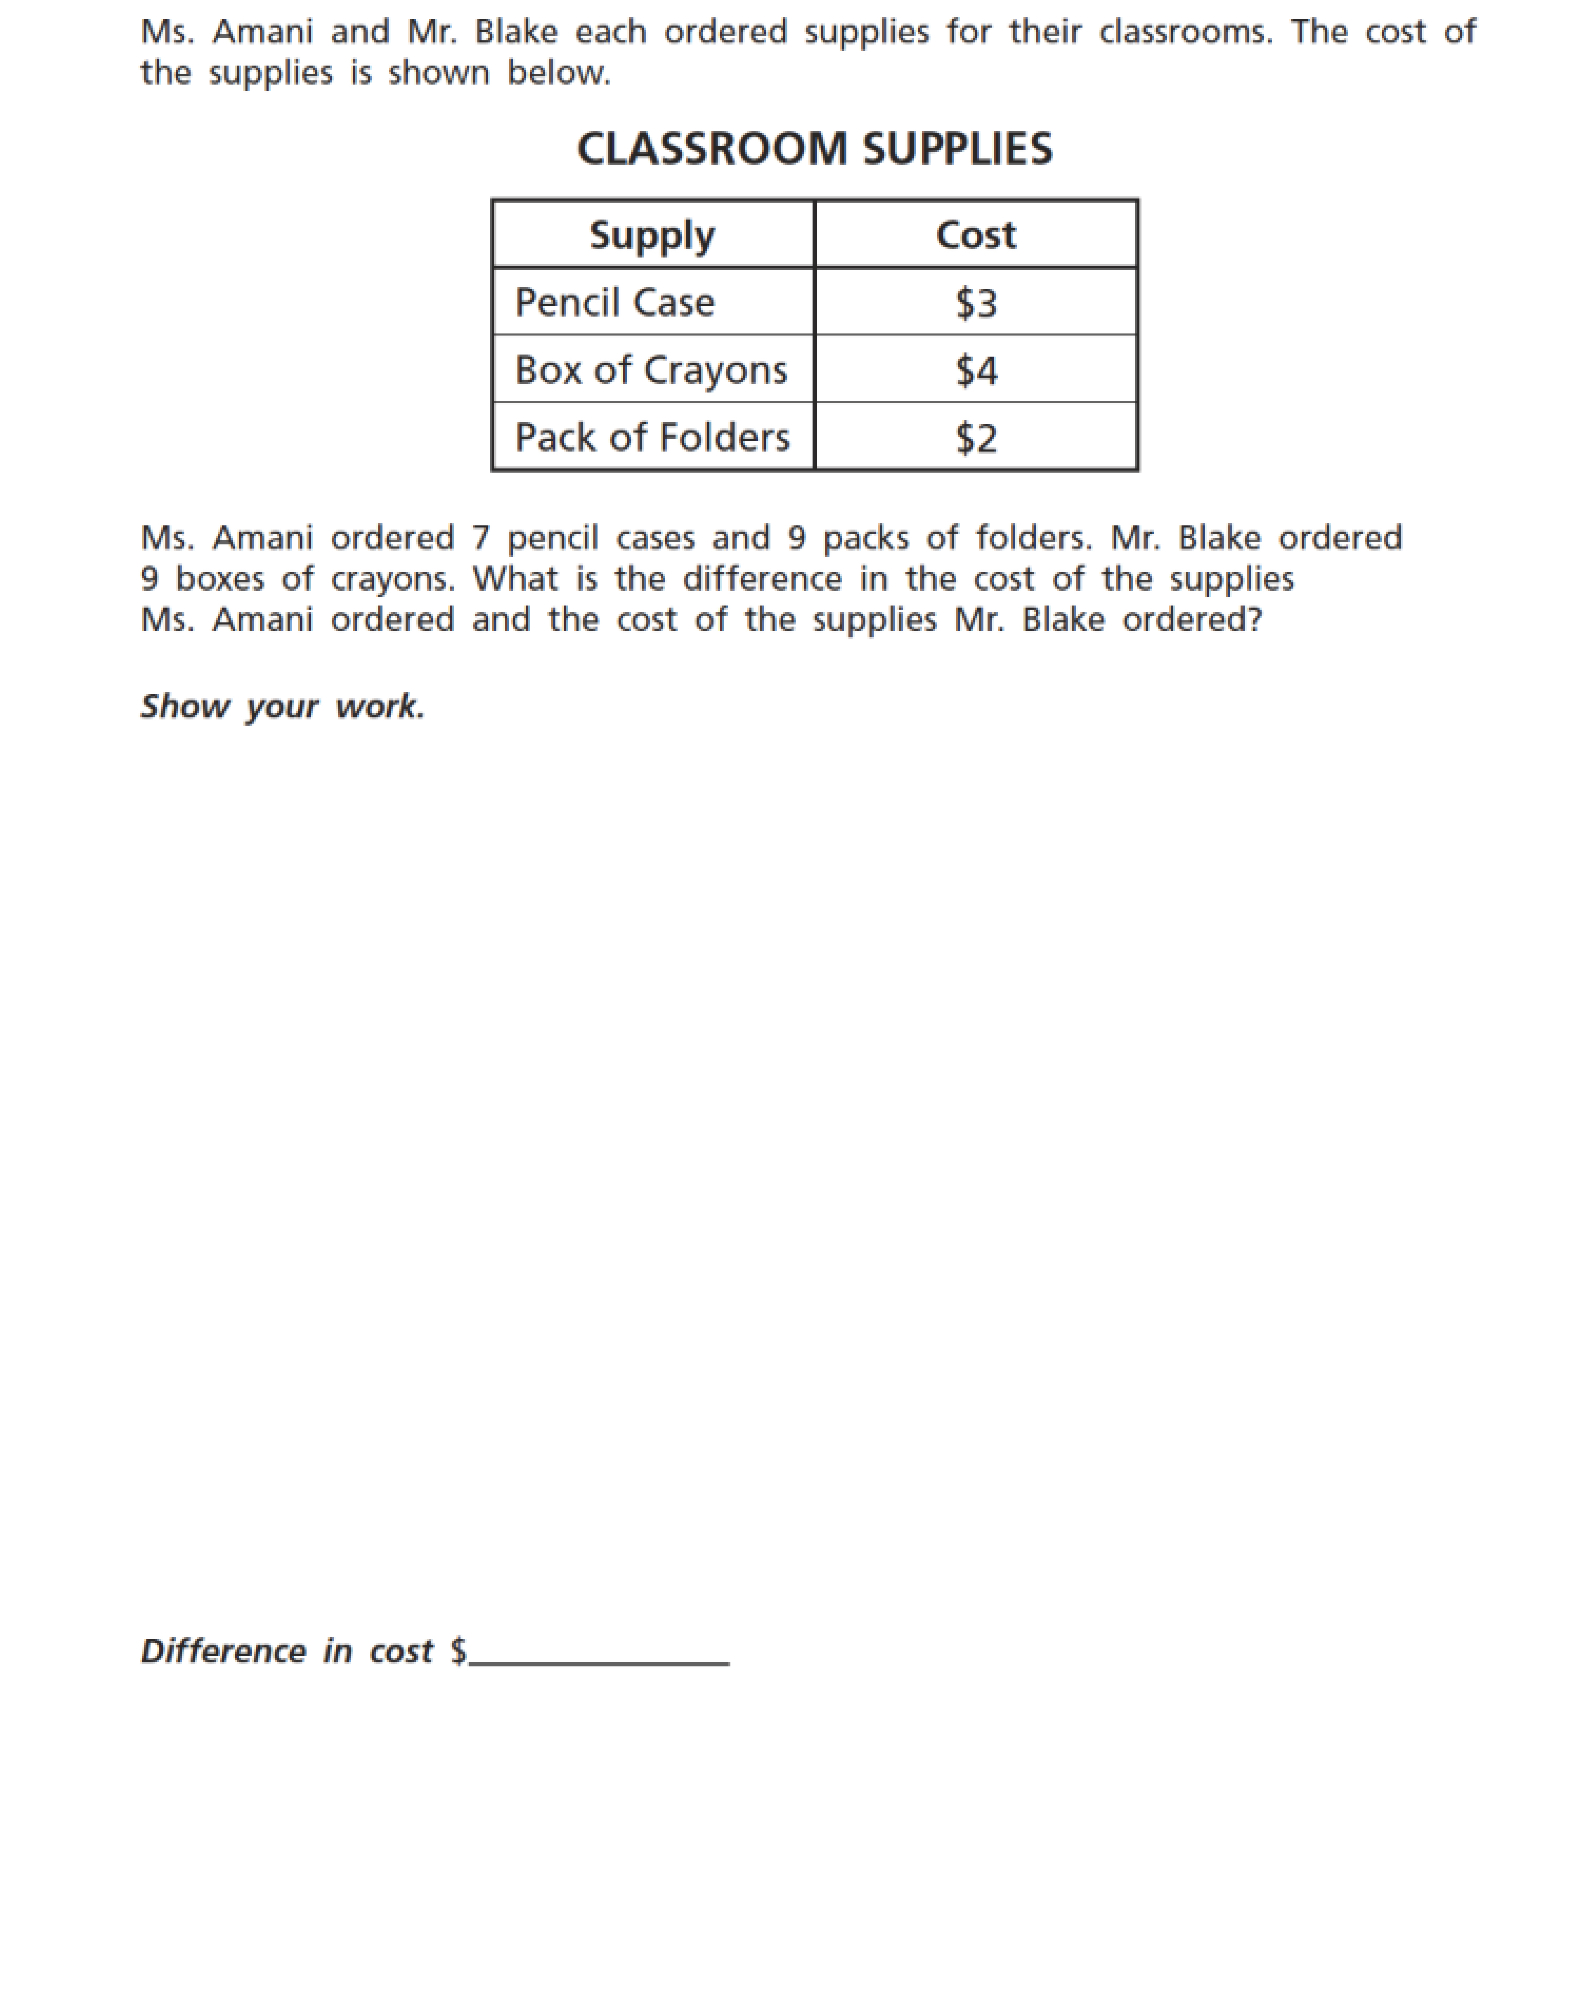 Ms. Amani and Mr. Blake each ordered supplies for their classrooms. The cost of
the supplies is shown below.
CLASSROOM SUPPLIES
Supply Cost
Pencil Case $3
Box of Crayons $4
Pack of Folders $2
Ms. Amani ordered 7 pencil cases and 9 packs of folders. Mr. Blake ordered
9 boxes of crayons. What is the difference in the cost of the supplies
Ms. Amani ordered and the cost of the supplies Mr. Blake ordered?
Show your work.
Difference in cost $